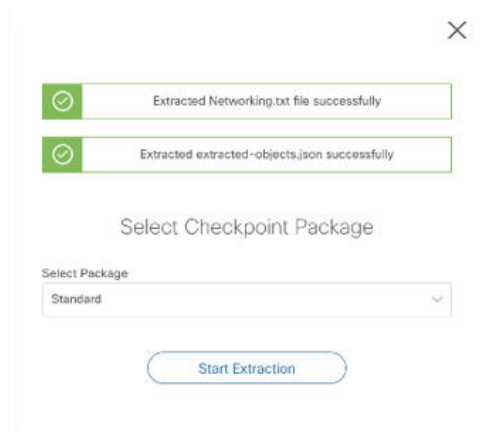 Extracted Networking.txt file successfully
Extracted extracted-objects.json successfully
Select Checkpoint Package
Select Package
Standard
Start Extraction